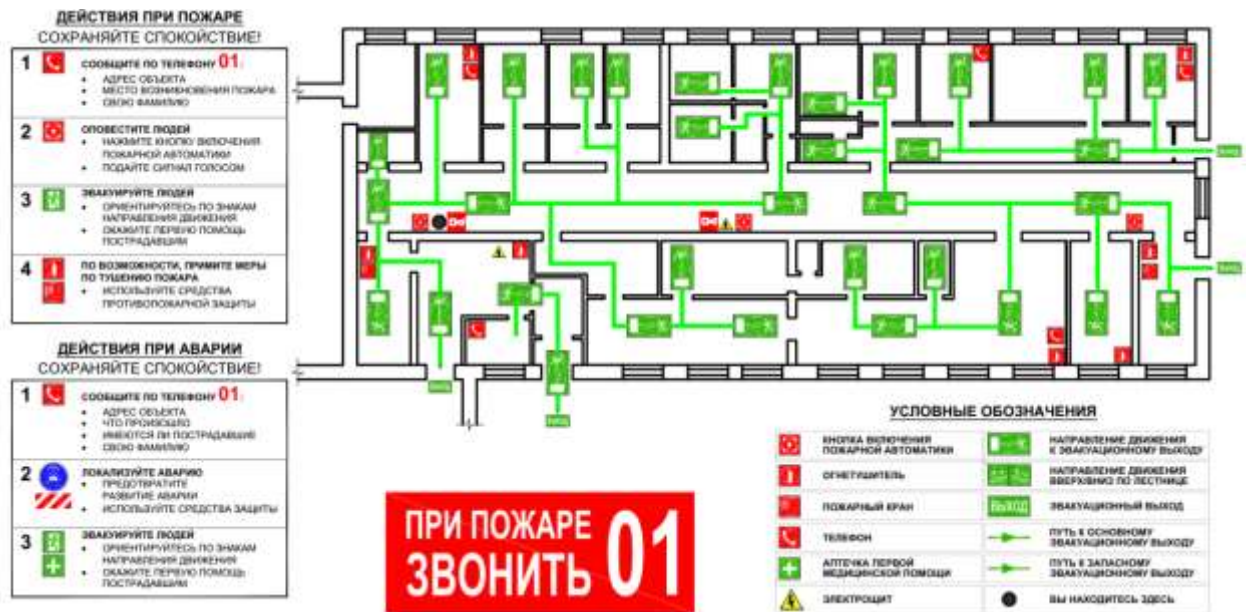 ДЕЙСТВИЯ ПРИ ПОЖАРЕ
СОХРАНЯЙТЕ СПОКОЙСТВИЕ!
1 СООБЩИТЕ ПО ТЕЛЕФОНУ 01:
• АДРЕС ОБЪЕКТА
• МЕСТО ВОЗНИКНОВЕНИЯ ПОЖАРА
• СВОЮ ФАМИЛИЮ
2 ОПОВЕСТИТЕ ЛЮДЕЙ
• НАЖМИТЕ КНОПКУ ВКЛЮЧЕНИЯ
ПОЖАРНОЙ АВТОМАТИКИ
• ПОДАЙТЕ СИГНАЛ ГОЛОСОМ
3 ЭВАКУИРУЙТЕ ЛЮДЕЙ
• ОРИЕНТИРУЙТЕСЬ ПО ЗНАКАМ
НАПРАВЛЕНИЯ ДВИЖЕНИЯ
• ОКАЖИТЕ ПЕРВУЮ ПОМОЩЬ
ПОСТРАДАВШИМ
4 ПО ВОЗМОЖНОСТИ, ПРИМИТЕ МЕРЫ
ПО ТУШЕНИЮ ПОЖАРА
• ИСПОЛЬЗУЙТЕ СРЕДСТВА
ПРОТИВОПОЖАРНОЙ ЗАЩИТЫ
ДЕЙСТВИЯ ПРИ АВАРИИ
СОХРАНЯЙТЕ СПОКОЙСТВИЕ!
1 СООБЩИТЕ ПО ТЕЛЕФОНУ 01:
• АДРЕС ОБЪЕКТА
• ЧТО ПРОИЗОШЛО
• ИМЕЮТСЯ ЛИ ПОСТРАДАВШИЕ
• СВОЮ ФАМИЛИЮ
2 ЛОКАЛИЗУЙТЕ АВАРИЮ
• ПРЕДОТВРАТИТЕ
РАЗВИТИЕ АВАРИИ
• ИСПОЛЬЗУЙТЕ СРЕДСТВА ЗАЩИТЫ
3 ЭВАКУИРУЙТЕ ЛЮДЕЙ
• ОРИЕНТИРУЙТЕСЬ ПО ЗНАКАМ
НАПРАВЛЕНИЯ ДВИЖЕНИЯ
• ОКАЖИТЕ ПЕРВУЮ ПОМОЩЬ
ПОСТРАДАВШИМ
ВЫХОД
ВЫХОД
ВЫХОД
ВЫХОД
ПРИ ПОЖАРЕ
ЗВОНИТЬ 01
УСЛОВНЫЕ ОБОЗНАЧЕНИЯ
КНОПКА ВКЛЮЧЕНИЯ
ПОЖАРНОЙ АВТОМАТИКИ
ОГНЕТУШИТЕЛЬ
ПОЖАРНЫЙ КРАН
ТЕЛЕФОН
АПТЕЧКА ПЕРВОЙ
МЕДИЦИНСКОЙ ПОМОЩИ
ЭЛЕКТРОЩИТ
НАПРАВЛЕНИЕ ДВИЖЕНИЯ
К ЭВАКУАЦИОННОМУ ВЫХОДУ
НАПРАВЛЕНИЕ ДВИЖЕНИЯ
ВВЕРХ/ВНИЗ ПО ЛЕСТНИЦЕ
ВЫХОД ЭВАКУАЦИОННЫЙ ВЫХОД
ПУТЬ К ОСНОВНОМУ
ЭВАКУАЦИОННОМУ ВЫХОДУ
ПУТЬ К ЗАПАСНОМУ
ЭВАКУАЦИОННОМУ ВЫХОДУ
ВЫ НАХОДИТЕСЬ ЗДЕСЬ